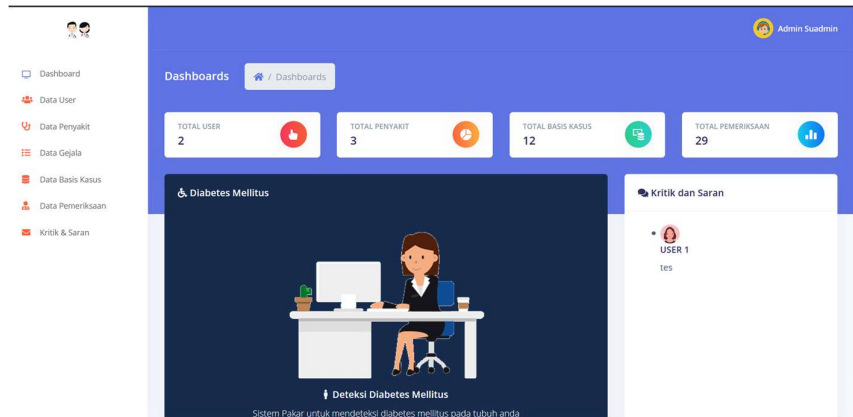 Admin Suadmin
Dashboard
Data User
Data Penyakit
Data Gejala
Data Basis Kasus
Data Pemeriksaan
Kritik & Saran
Dashboards
/ Dashboards
TOTAL USER
2
TOTAL PENYAKIT
3
TOTAL BASIS KASUS
12
TOTAL PEMERIKSAAN
29
Diabetes Mellitus
Deteksi Diabetes Mellitus
Sistem Pakar untuk mendeteksi diabetes mellitus pada tubuh anda
Kritik dan Saran
USER 1
tes